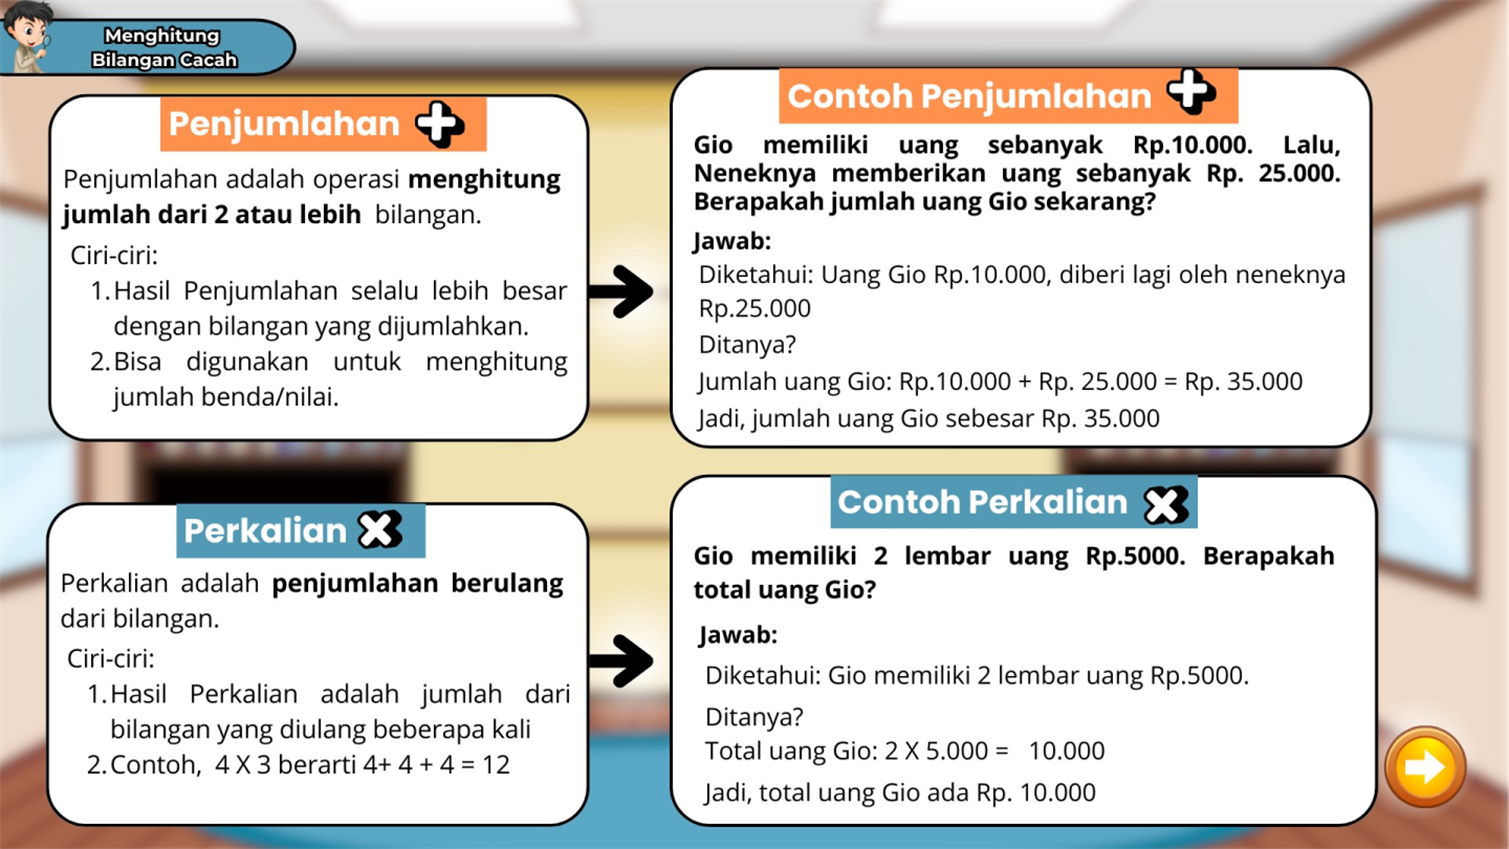 Menghitung
Bilangan Cacah
Penjumlahan
Penjumlahan adalah operasi menghitung
jumlah dari 2 atau lebih bilangan.
Ciri-ciri:
1. Hasil Penjumlahan selalu lebih besar
dengan bilangan yang dijumlahkan.
2. Bisa digunakan untuk menghitung
jumlah benda/nilai.
Contoh Penjumlahan
Gio memiliki uang sebanyak Rp.10.000. Lalu,
Neneknya memberikan uang sebanyak Rp. 25.000.
Berapakah jumlah uang Gio sekarang?
Jawab:
Diketahui: Uang Gio Rp.10.000, diberi lagi oleh neneknya
Rp.25.000
Ditanya?
Jumlah uang Gio: Rp.10.000 + Rp. 25.000 = Rp. 35.000
Jadi, jumlah uang Gio sebesar Rp. 35.000
Perkalian
Perkalian adalah penjumlahan berulang
dari bilangan.
Ciri-ciri:
1. Hasil Perkalian adalah jumlah dari
bilangan yang diulang beberapa kali
2. Contoh, 4 X 3 berarti 4+ 4 + 4 = 12
Contoh Perkalian
Gio memiliki 2 lembar uang Rp.5000. Berapakah
total uang Gio?
Jawab:
Diketahui: Gio memiliki 2 lembar uang Rp.5000.
Ditanya?
Total uang Gio: 2 X 5.000 = 10.000
Jadi, total uang Gio ada Rp. 10.000